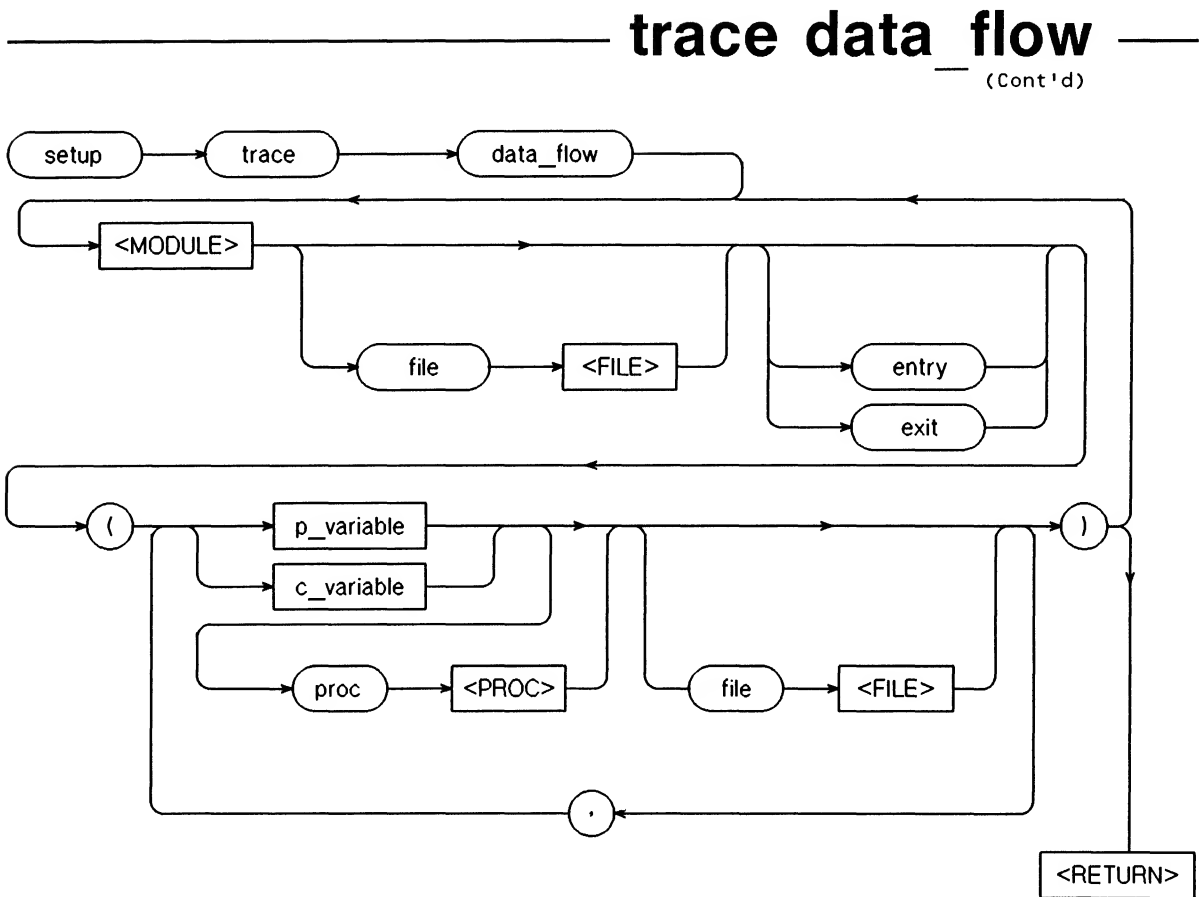 trace data_flow
(Cont'd)
setup trace data_flow
<MODULE>
file <FILE> entry
exit
( p_variable )
c_variable
proc <PROC> file <FILE>
,
<RETURN>